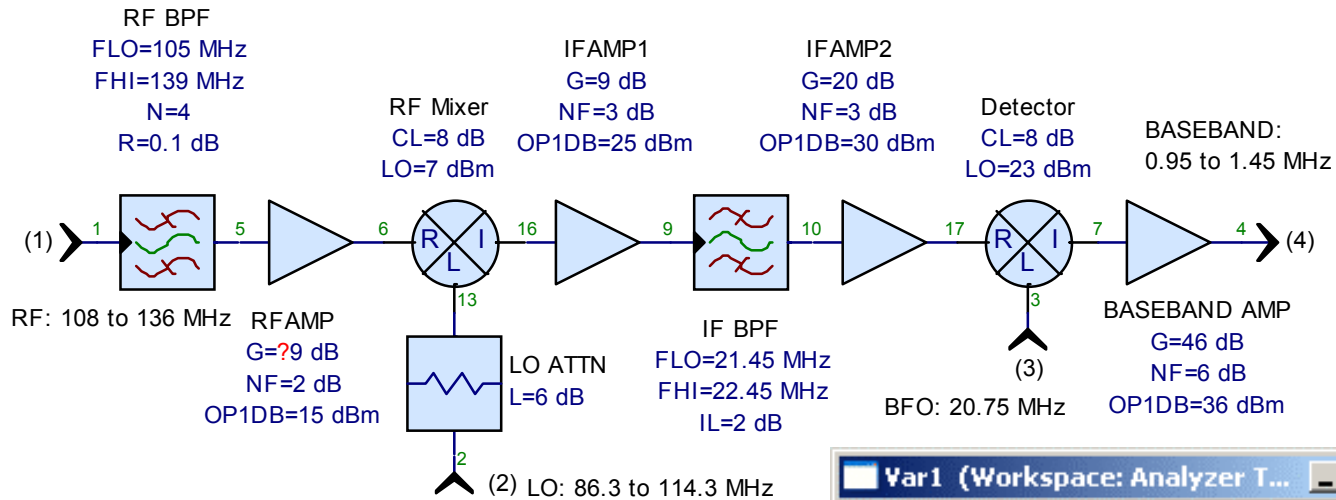 RF BPF
FLO=105 MHz
FHI=139 MHz
N=4
R=0.1 dB
RF Mixer
CL=8 dB
LO=7 dBm
IFAMP1
G=9 dB
NF=3 dB
OP1DB=25 dBm
IFAMP2
G=20 dB
NF=3 dB
OP1DB=30 dBm
Detector
CL=8 dB
LO=23 dBm
BASEBAND:
0.95 to 1.45 MHz
(1) 1 5 6 R I L 16 9 10 17 R I L 7 4 (4)
13
3
RF: 108 to 136 MHz
RFAMP
G=?9 dB
NF=2 dB
OP1DB=15 dBm
LO ATTN
L=6 dB
IF BPF
FLO=21.45 MHz
FHI=22.45 MHz
IL=2 dB
(3)
BFO: 20.75 MHz
BASEBAND AMP
G=46 dB
NF=6 dB
OP1DB=36 dBm
2
(2) LO: 86.3 to 114.3 MHz
Var1 (Workspace: Analyzer T...